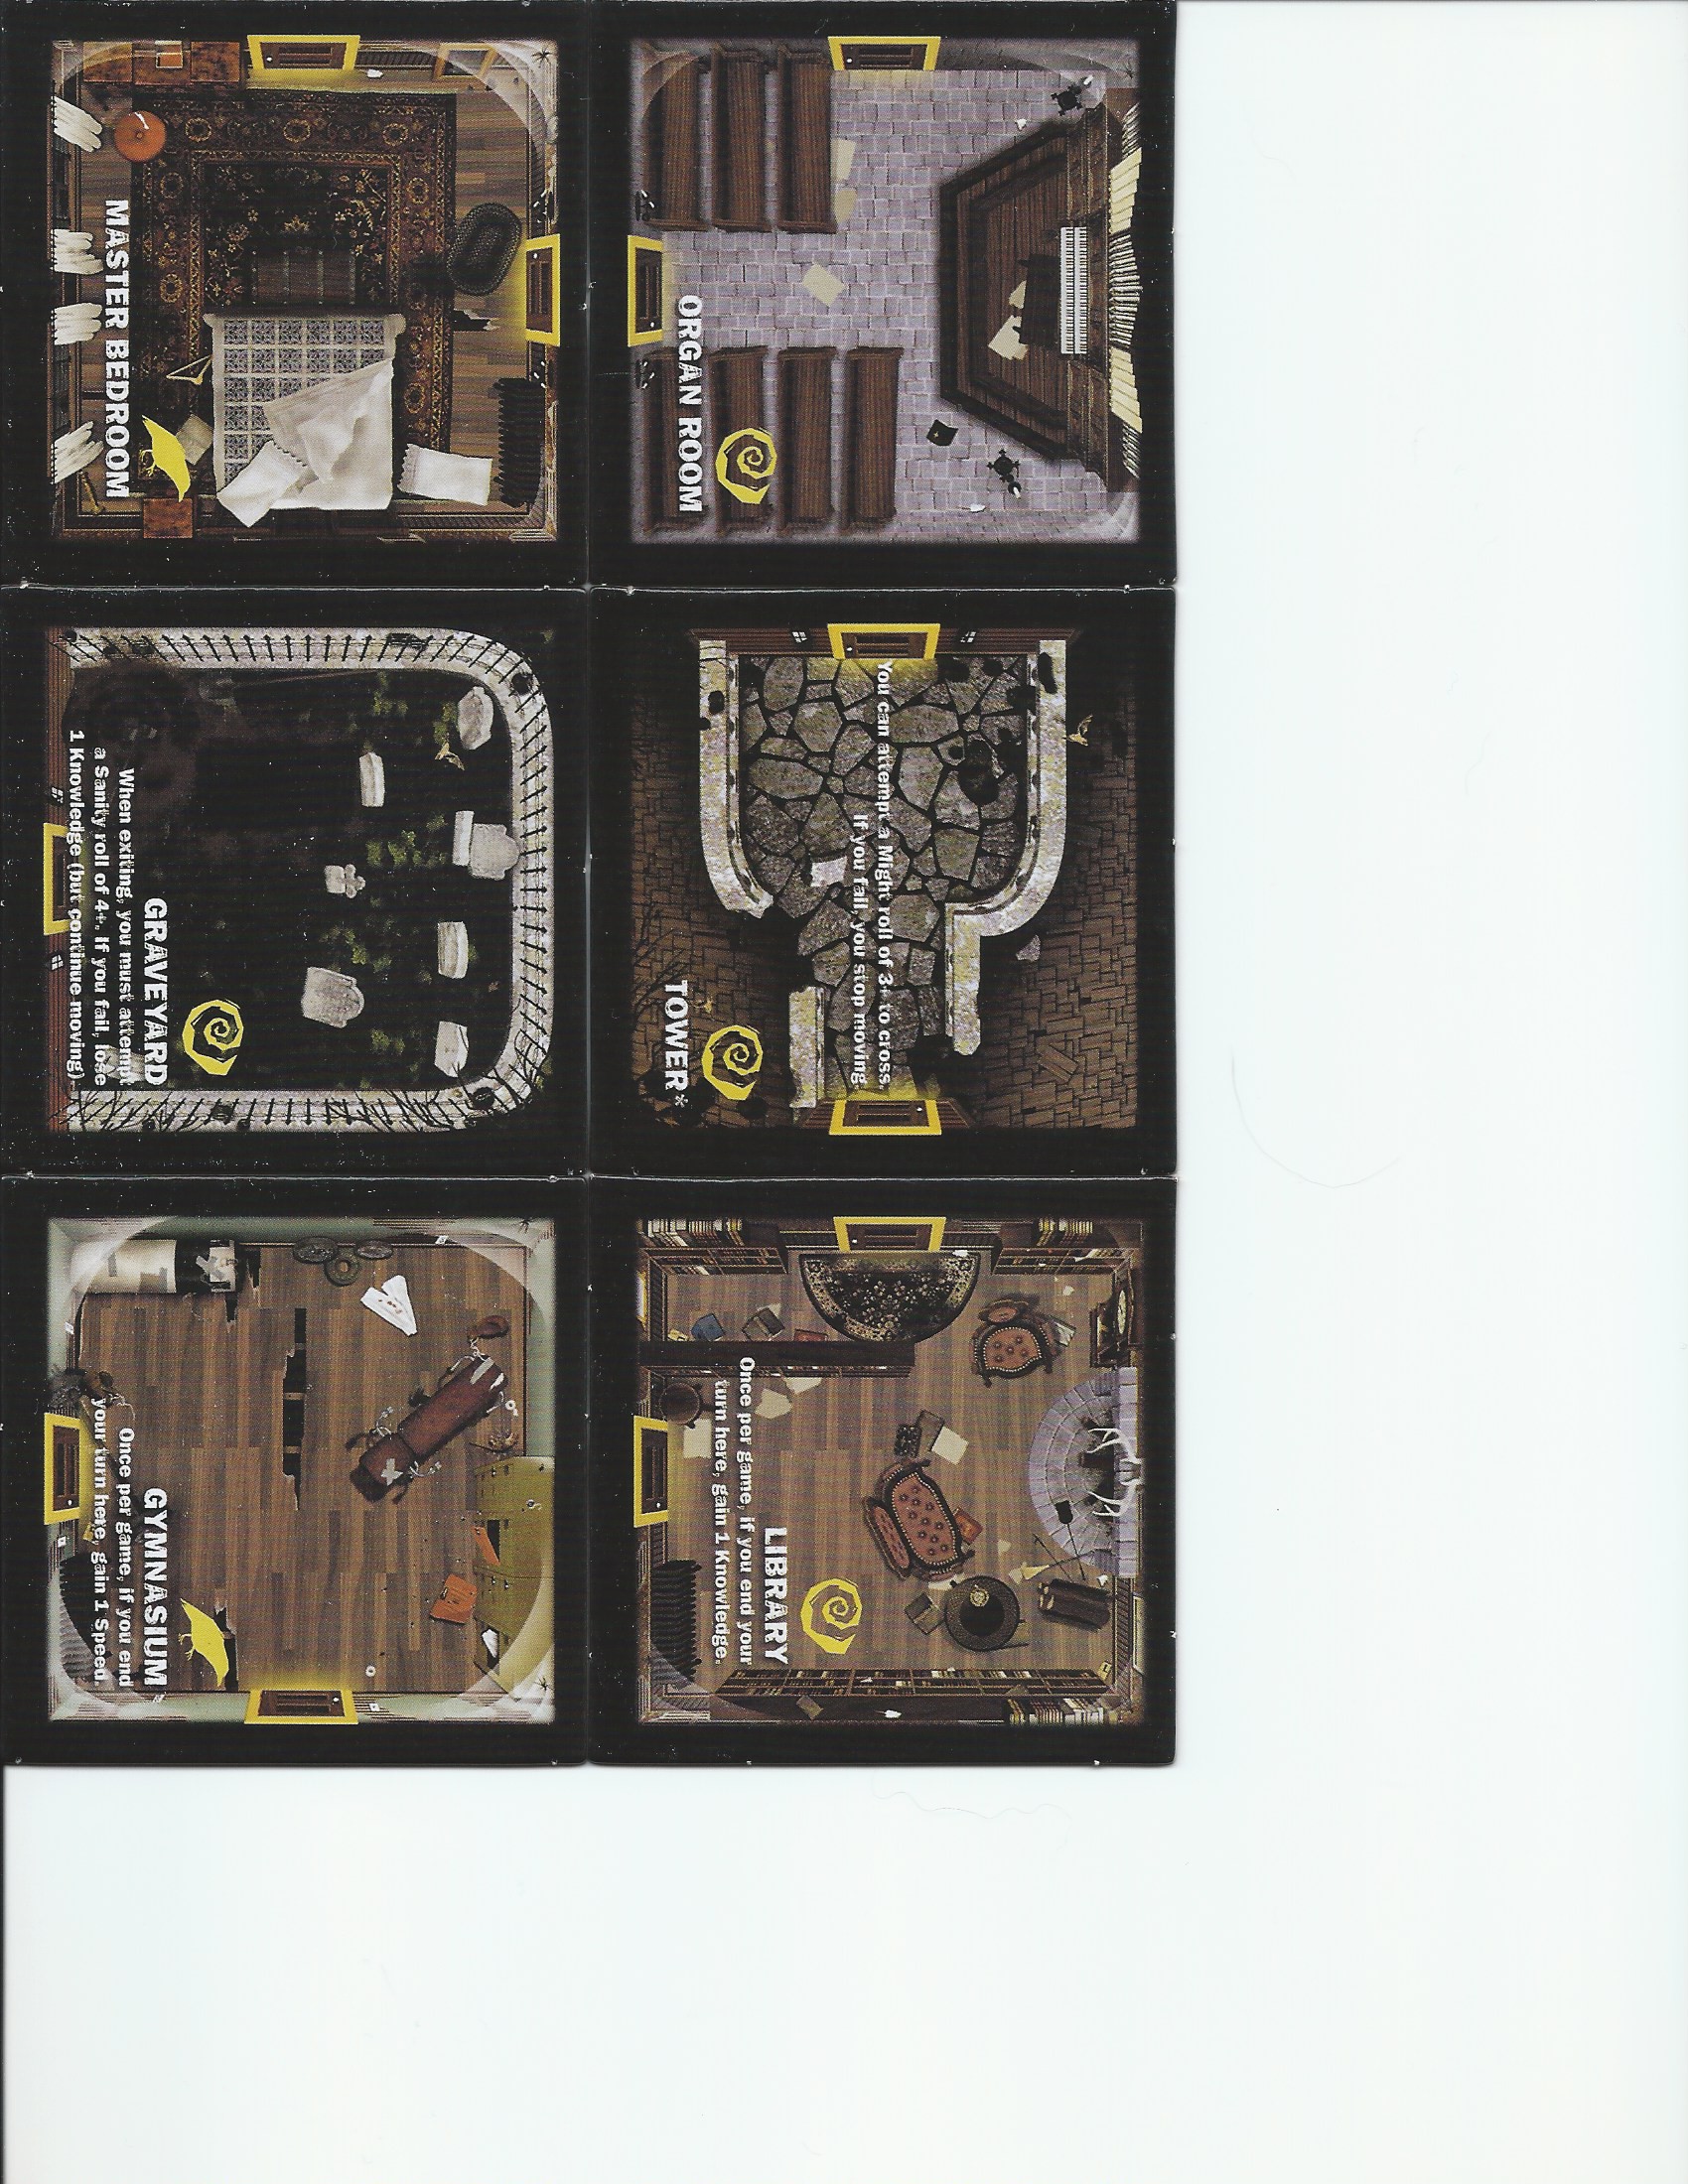 ORGAN ROOM
You can attempt a Might roll of 3+ to cross.
If you fail, you stop moving.
TOWER*
LIBRARY
Once per game, if you end your
turn here, gain 1 Knowledge.
MASTER BEDROOM
GRAVEYARD
When exiting, you must attempt
a Sanity roll of 4+. If you fail, lose
1 Knowledge (but continue moving).
GYMNASIUM
Once per game, if you end
your turn here, gain 1 Speed.